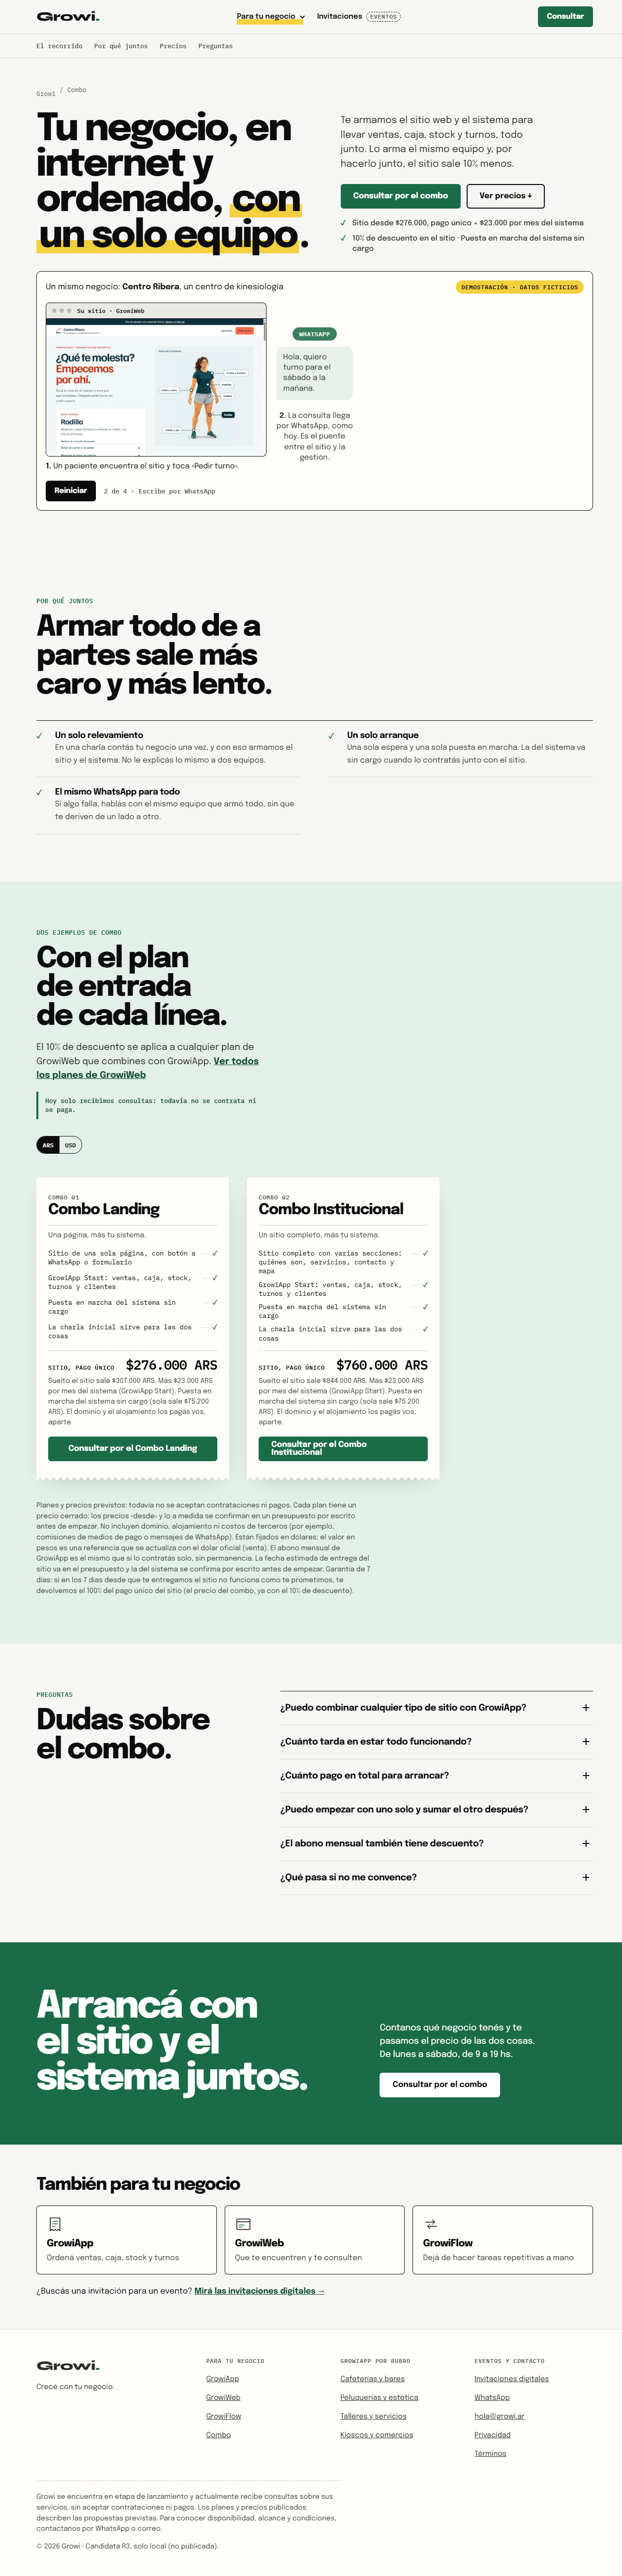 Growi.
Para tu negocio
Invitaciones EVENTOS
Consultar
El recorrido
Por qué juntos
Precios
Preguntas
Growi / Combo
Tu negocio, en
internet y
ordenado, con
un solo equipo.
Te armamos el sitio web y el sistema para
llevar ventas, caja, stock y turnos, todo
junto. Lo arma el mismo equipo y, por
hacerlo junto, el sitio sale 10% menos.
Consultar por el combo
Ver precios ↓
✓ Sitio desde $276.000, pago único + $23.000 por mes del sistema
✓ 10% de descuento en el sitio · Puesta en marcha del sistema sin
cargo
Un mismo negocio: Centro Ribera, un centro de kinesiología
DEMOSTRACIÓN · DATOS FICTICIOS
Su sitio · GrowiWeb
Centro Ribera
¿Qué te molesta?
Empecemos
por ahí.
Rodilla
WHATSAPP
Hola, quiero
turno para el
sábado a la
mañana.
2. La consulta llega
por WhatsApp, como
hoy. Es el puente
entre el sitio y la
gestión.
1. Un paciente encuentra el sitio y toca «Pedir turno».
Reiniciar
2 de 4 · Escribe por WhatsApp
POR QUÉ JUNTOS
Armar todo de a
partes sale más
caro y más lento.
✓ Un solo relevamiento
En una charla contás tu negocio una vez, y con eso armamos el
sitio y el sistema. No le explicás lo mismo a dos equipos.
✓ Un solo arranque
Una sola espera y una sola puesta en marcha. La del sistema va
sin cargo cuando lo contratás junto con el sitio.
✓ El mismo WhatsApp para todo
Si algo falla, hablás con el mismo equipo que armó todo, sin que
te deriven de un lado a otro.
DOS EJEMPLOS DE COMBO
Con el plan
de entrada
de cada línea.
El 10% de descuento se aplica a cualquier plan de
GrowiWeb que combines con GrowiApp. Ver todos
los planes de GrowiWeb
Hoy solo recibimos consultas: todavía no se contrata ni
se paga.
ARS USD
COMBO 01
Combo Landing
Una página, más tu sistema.
Sitio de una sola página, con botón a
WhatsApp o formulario ✓
GrowiApp Start: ventas, caja, stock,
turnos y clientes ✓
Puesta en marcha del sistema sin
cargo ✓
La charla inicial sirve para las dos
cosas ✓
SITIO, PAGO ÚNICO $276.000 ARS
Suelto el sitio sale $307.000 ARS. Más $23.000 ARS
por mes del sistema (GrowiApp Start). Puesta en
marcha del sistema sin cargo (sola sale $75.200
ARS). El dominio y el alojamiento los pagás vos,
aparte.
Consultar por el Combo Landing
COMBO 02
Combo Institucional
Un sitio completo, más tu sistema.
Sitio completo con varias secciones:
quiénes son, servicios, contacto y
mapa ✓
GrowiApp Start: ventas, caja, stock,
turnos y clientes ✓
Puesta en marcha del sistema sin
cargo ✓
La charla inicial sirve para las dos
cosas ✓
SITIO, PAGO ÚNICO $760.000 ARS
Suelto el sitio sale $844.000 ARS. Más $23.000 ARS
por mes del sistema (GrowiApp Start). Puesta en
marcha del sistema sin cargo (sola sale $75.200
ARS). El dominio y el alojamiento los pagás vos,
aparte.
Consultar por el Combo
Institucional
Planes y precios previstos: todavía no se aceptan contrataciones ni pagos. Cada plan tiene un
precio cerrado; los precios «desde» y lo a medida se confirman en un presupuesto por escrito
antes de empezar. No incluyen dominio, alojamiento ni costos de terceros (por ejemplo,
comisiones de medios de pago o mensajes de WhatsApp). Están fijados en dólares: el valor en
pesos es una referencia que se actualiza con el dólar oficial (venta). El abono mensual de
GrowiApp es el mismo que si lo contratás solo, sin permanencia. La fecha estimada de entrega del
sitio va en el presupuesto y la del sistema se confirma por escrito antes de empezar. Garantía de 7
días: si en los 7 días desde que te entregamos el sitio no funciona como te prometimos, te
devolvemos el 100% del pago único del sitio (el precio del combo, ya con el 10% de descuento).
PREGUNTAS
Dudas sobre
el combo.
¿Puedo combinar cualquier tipo de sitio con GrowiApp? +
¿Cuánto tarda en estar todo funcionando? +
¿Cuánto pago en total para arrancar? +
¿Puedo empezar con uno solo y sumar el otro después? +
¿El abono mensual también tiene descuento? +
¿Qué pasa si no me convence? +
Arrancá con
el sitio y el
sistema juntos.
Contanos qué negocio tenés y te
pasamos el precio de las dos cosas.
De lunes a sábado, de 9 a 19 hs.
Consultar por el combo
También para tu negocio
GrowiApp
Ordená ventas, caja, stock y turnos
GrowiWeb
Que te encuentren y te consulten
GrowiFlow
Dejá de hacer tareas repetitivas a mano
¿Buscás una invitación para un evento? Mirá las invitaciones digitales →
Growi.
Crecé con tu negocio.
PARA TU NEGOCIO
GrowiApp
GrowiWeb
GrowiFlow
Combo
GROWIAPP POR RUBRO
Cafeterías y bares
Peluquerías y estética
Talleres y servicios
Kioscos y comercios
EVENTOS Y CONTACTO
Invitaciones digitales
WhatsApp
hola@growi.ar
Privacidad
Términos
Growi se encuentra en etapa de lanzamiento y actualmente recibe consultas sobre sus
servicios, sin aceptar contrataciones ni pagos. Los planes y precios publicados
describen las propuestas previstas. Para conocer disponibilidad, alcance y condiciones,
contactanos por WhatsApp o correo.
© 2026 Growi · Candidata R3, solo local (no publicada).